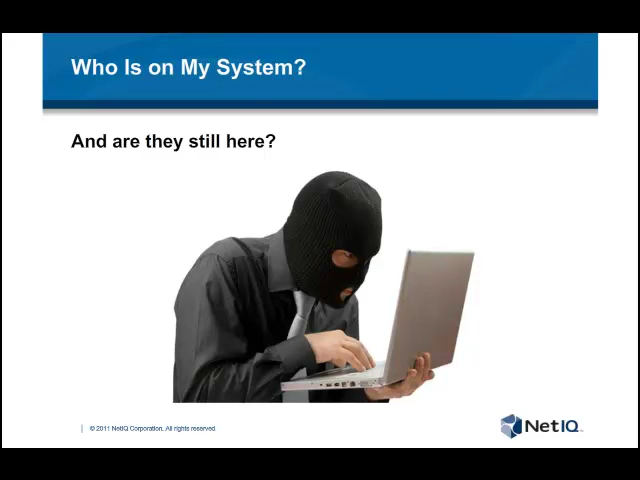 Who Is on My System?
And are they still here?
© 2011 NetIQ Corporation. All rights reserved.
NetIQ